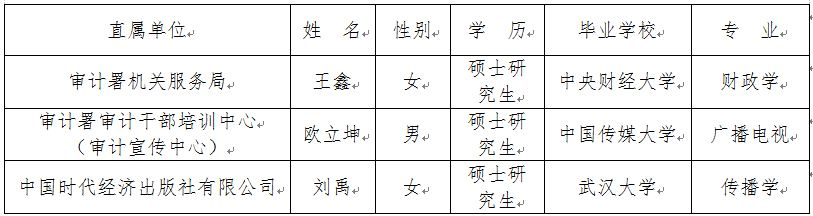 直属单位 姓 名 性别 学 历 毕业学校 专 业
审计署机关服务局 王鑫 女 硕士研究生 中央财经大学 财政学
审计署审计干部培训中心（审计宣传中心） 欧立坤 男 硕士研究生 中国传媒大学 广播电视
中国时代经济出版社有限公司 刘禹 女 硕士研究生 武汉大学 传播学